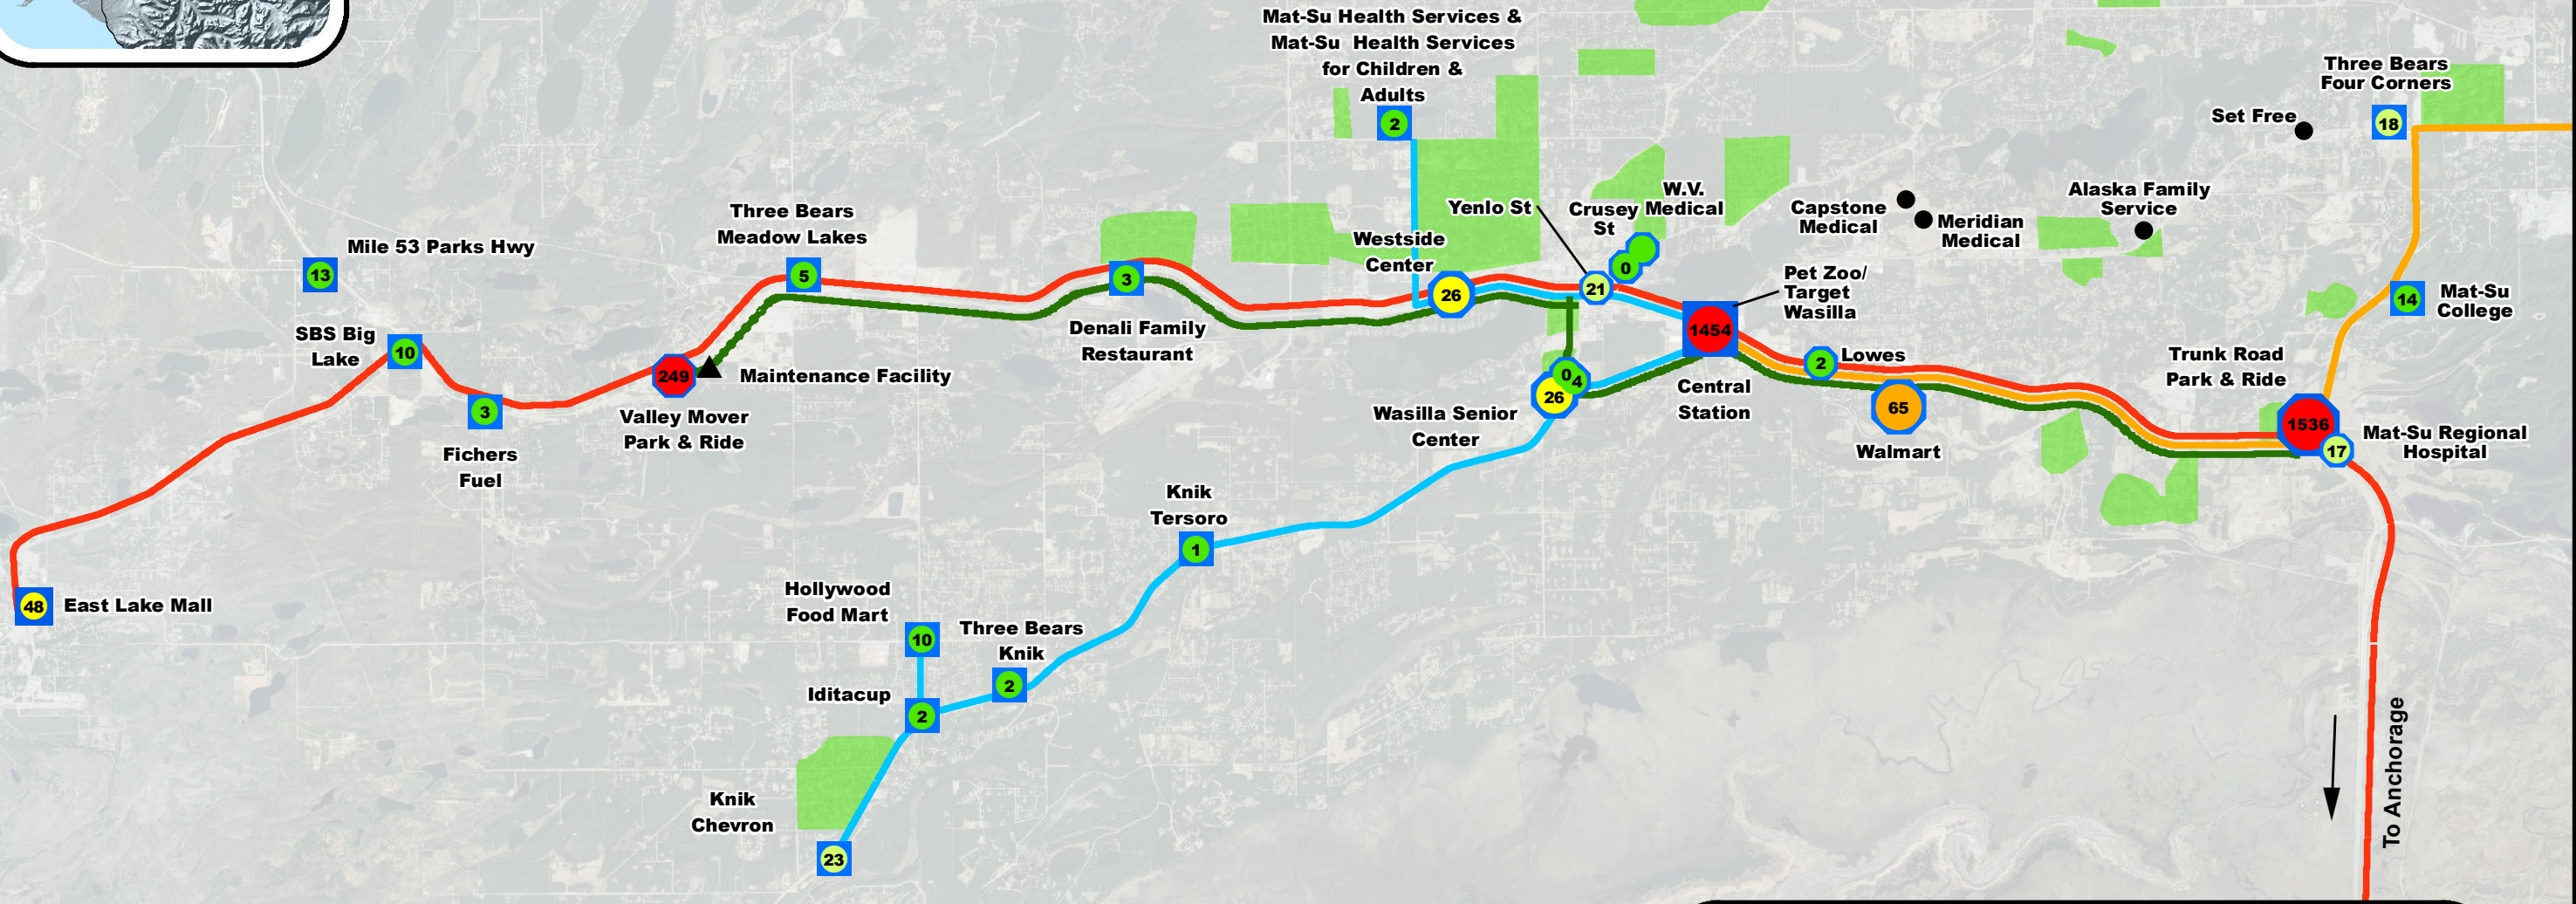 Mat-Su Health Services &
Mat-Su Health Services
for Children &
Adults
2
Three Bears
Four Corners
18
Set Free
Yenlo St
Crusey
St
W.V.
Medical
Capstone
Medical
Meridian
Medical
Alaska Family
Service
Mile 53 Parks Hwy
13
Three Bears
Meadow Lakes
5
Westside
Center
26
21
0
3
Denali Family
Restaurant
Pet Zoo/
Target
Wasilla
1454
Central
Station
14
Mat-Su
College
SBS Big
Lake
10
3
Fichers
Fuel
249
Maintenance Facility
Valley Mover
Park & Ride
0
4
26
Wasilla Senior
Center
2
Lowes
65
Walmart
Trunk Road
Park & Ride
1536
17
Mat-Su Regional
Hospital
Knik
Tersoro
1
48
East Lake Mall
Hollywood
Food Mart
10
Three Bears
Knik
2
Iditacup
2
Knik
Chevron
23
To Anchorage